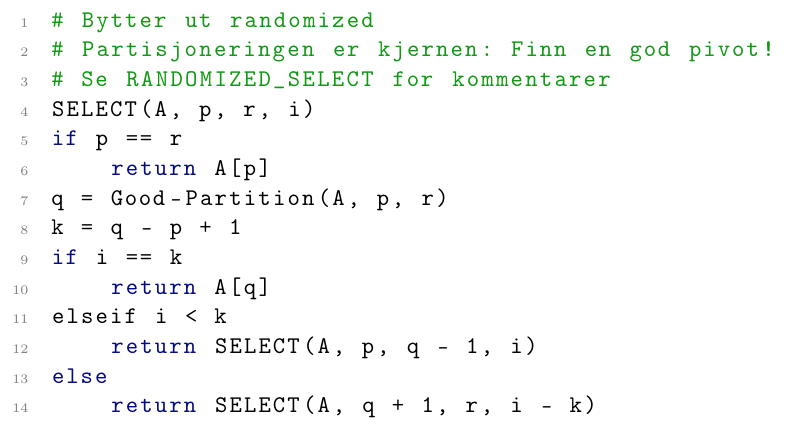 1 # Bytter ut randomized
2 # Partisjoneringen er kjernen: Finn en god pivot!
3 # Se RANDOMIZED_SELECT for kommentarer
4 SELECT(A, p, r, i)
5 if p == r
6     return A[p]
7 q = Good-Partition(A, p, r)
8 k = q - p + 1
9 if i == k
10     return A[q]
11 elseif i < k
12     return SELECT(A, p, q - 1, i)
13 else
14     return SELECT(A, q + 1, r, i - k)